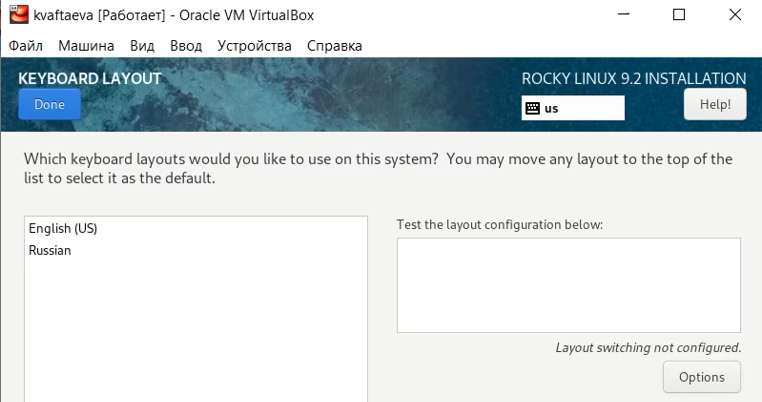 kvaftaeva [Работает] - Oracle VM VirtualBox
Файл Машина Вид Ввод Устройства Справка
KEYBOARD LAYOUT
ROCKY LINUX 9.2 INSTALLATION
Done
us
Help!
Which keyboard layouts would you like to use on this system? You may move any layout to the top of the
list to select it as the default.
English (US)
Russian
Test the layout configuration below:
Layout switching not configured.
Options